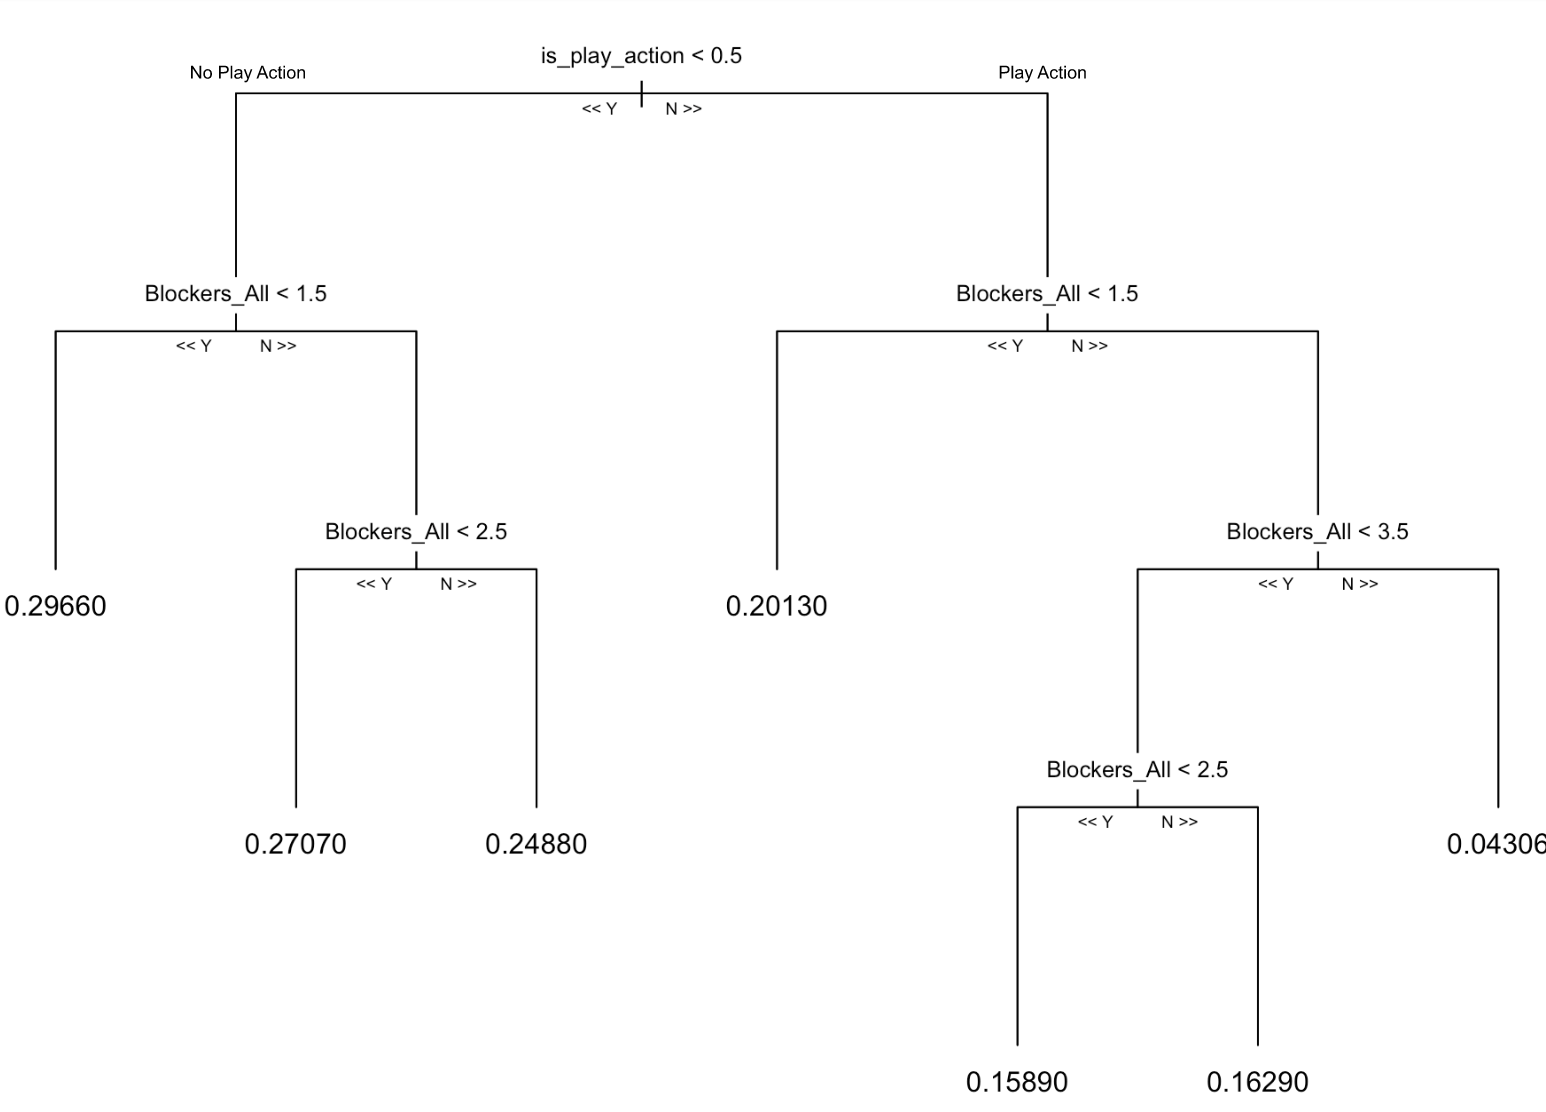 is_play_action < 0.5
No Play Action
Play Action
<< Y N >>
Blockers_All < 1.5
Blockers_All < 1.5
<< Y N >>
<< Y N >>
Blockers_All < 2.5
Blockers_All < 3.5
<< Y N >>
<< Y N >>
0.29660
0.20130
Blockers_All < 2.5
<< Y N >>
0.27070
0.24880
0.04306
0.15890
0.16290